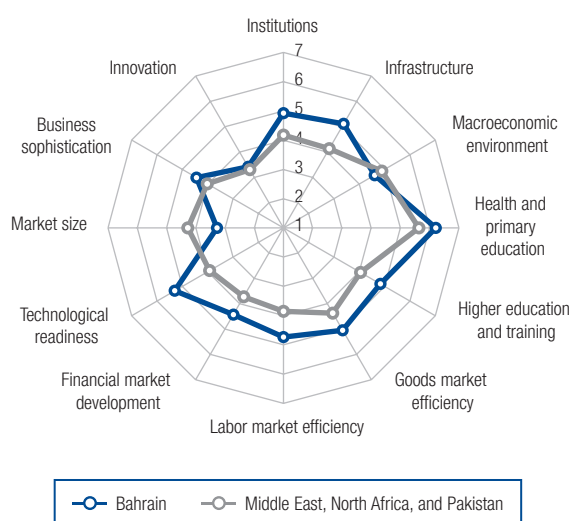 Institutions
7
6
5
4
3
2
1
Infrastructure
Macroeconomic
environment
Health and
primary
education
Higher education
and training
Goods market
efficiency
Labor market efficiency
Financial market
development
Technological
readiness
Market size
Business
sophistication
Innovation
Bahrain
Middle East, North Africa, and Pakistan